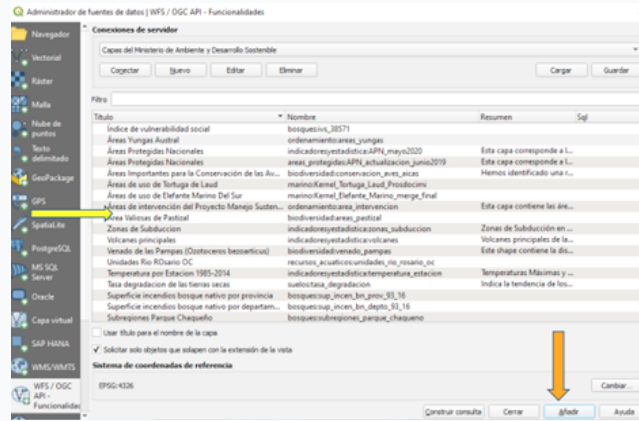 Administrador de fuentes de datos | WFS / OGC API - Funcionalidades
Navegador
Vectorial
Ráster
Malla
Nube de puntos
Texto delimitado
GeoPackage
GPS
SpatiaLite
PostgreSQL
MS SQL Server
Oracle
Capa virtual
SAP HANA
WMS/WMTS
WFS / OGC API - Funcionalidad
Conexiones de servidor
Capas del Ministerio de Ambiente y Desarrollo Sostenible
Conectar Nuevo Editar Eliminar Cargar Guardar
Filtro
Título Nombre Resumen Sql
Índice de vulnerabilidad social bosques:ivs_38571
Áreas Yungas Austral ordenamiento:areas_yungas
Áreas Protegidas Nacionales indicadoresyestadistica:APN_mayo2020 Esta capa corresponde a l...
Áreas Protegidas Nacionales areas_protegidas:APN_actualizacion_junio2019 Esta capa corresponde a l...
Áreas Importantes para la Conservación de las Av... biodiversidad:conservacion_aves_aicas Hemos identificado una r...
Áreas de uso de Tortuga de Laud marino:Kernel_Tortuga_Laud_Prosdocimi
Áreas de uso de Elefante Marino Del Sur marino:Kernel_Elefante_Marino_merge_final
Áreas de intervención del Proyecto Manejo Susten... ordenamiento:area_intervencion Esta capa contiene las áre...
Área Valiosas de Pastizal biodiversidad:areas_pastizal
Zonas de Subduccion indicadoresyestadistica:zonas_subduccion Zonas de Subducción en ...
Volcanes principales indicadoresyestadistica:volcanes Volcanes principales de la...
Venado de las Pampas (Ozotoceros bezoarticus) biodiversidad:venado_pampas Este shape contiene la dis...
Unidades Rio ROsario OC recursos_acuaticos:unidades_rio_rosario_oc
Temperatura por Estacion 1985-2014 indicadoresyestadistica:temperatura_estacion Temperaturas Máximas y ...
Tasa degradacion de las tierras secas suelos:tasa_degradacion Indica la tendencia de los...
Superficie incendios bosque nativo por provincia bosques:sup_incen_bn_prov_93_16
Superficie incendios bosque nativo por departam... bosques:sup_incen_bn_depto_93_16
Subregiones Parque Chaqueño bosques:subregiones_parque_chaqueno
Usar título para el nombre de la capa
Solicitar solo objetos que solapen con la extensión de la vista
Sistema de coordenadas de referencia
EPSG:4326 Cambiar...
Construir consulta Cerrar Añadir Ayuda